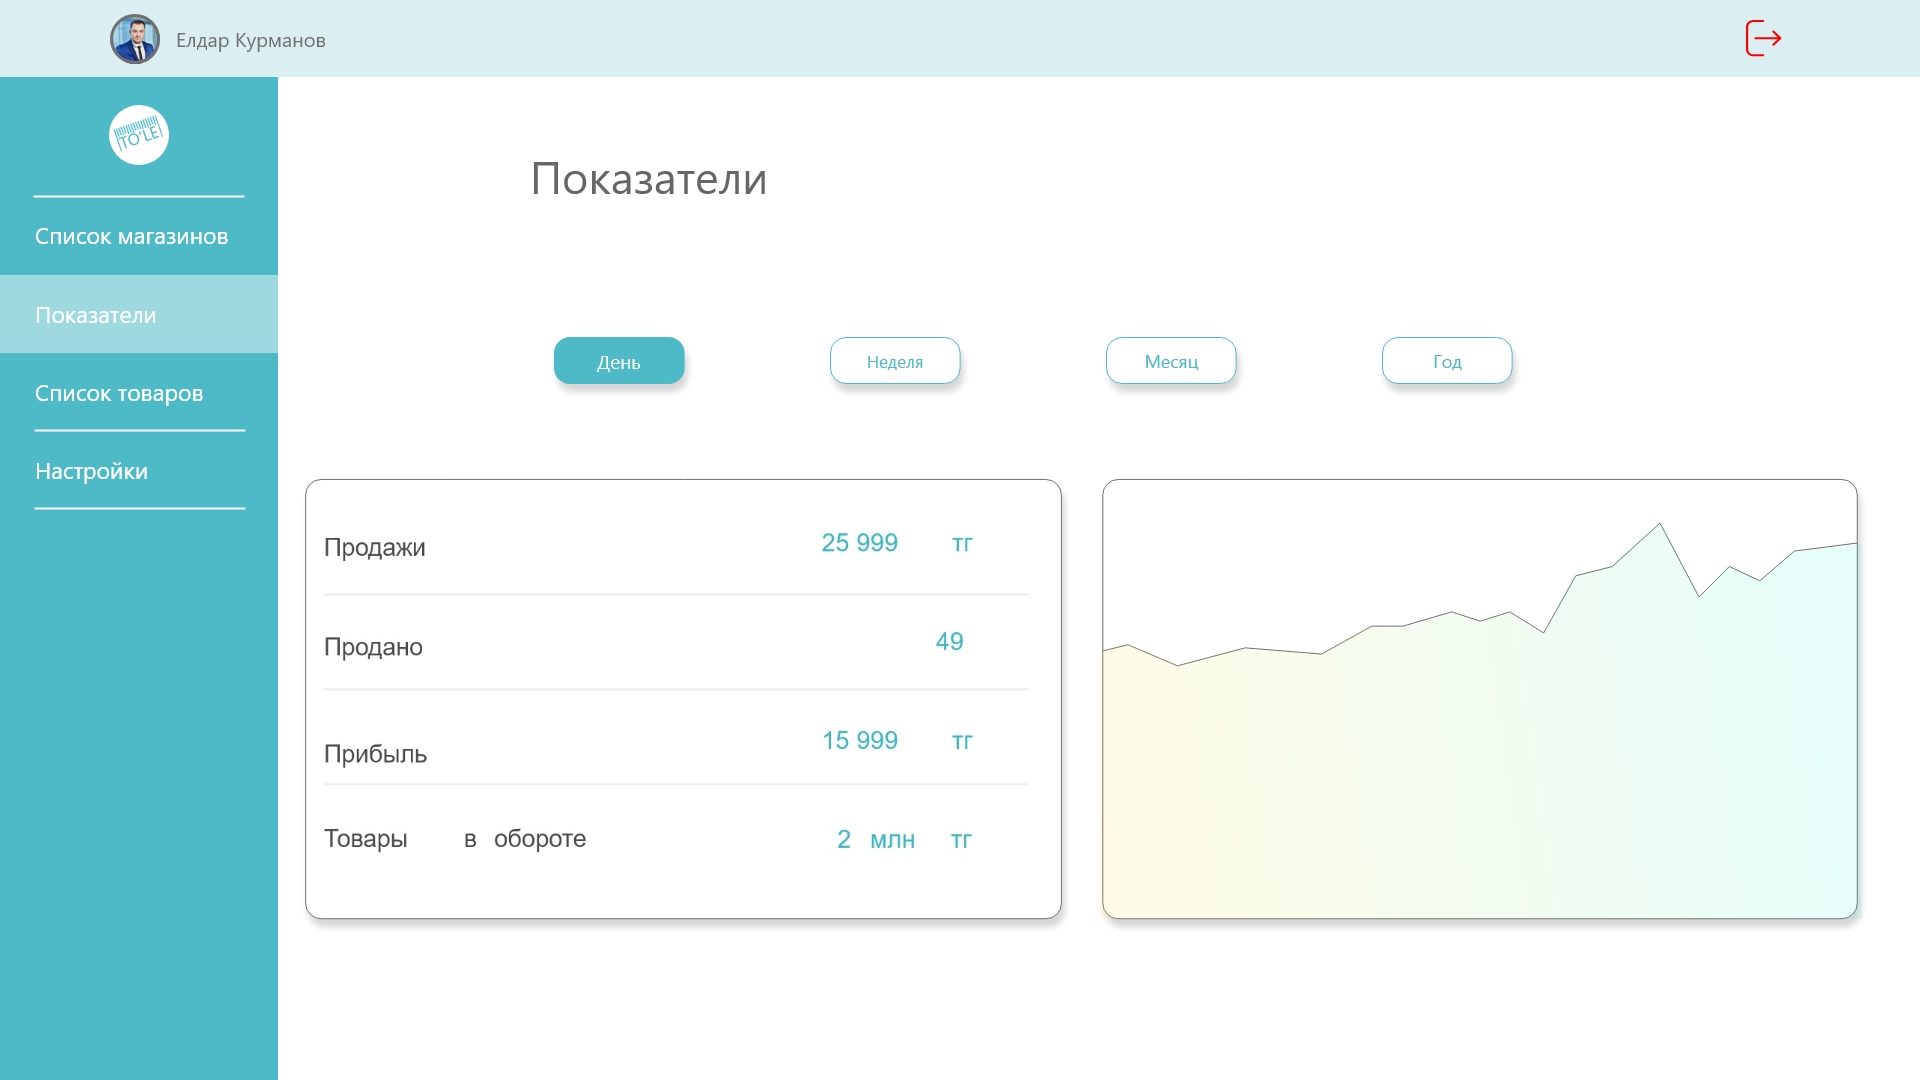 Елдар Курманов
TO'LE
Список магазинов
Показатели
Список товаров
Настройки
Показатели
День
Неделя
Месяц
Год
Продажи 25 999 тг
Продано 49
Прибыль 15 999 тг
Товары в обороте 2 млн тг